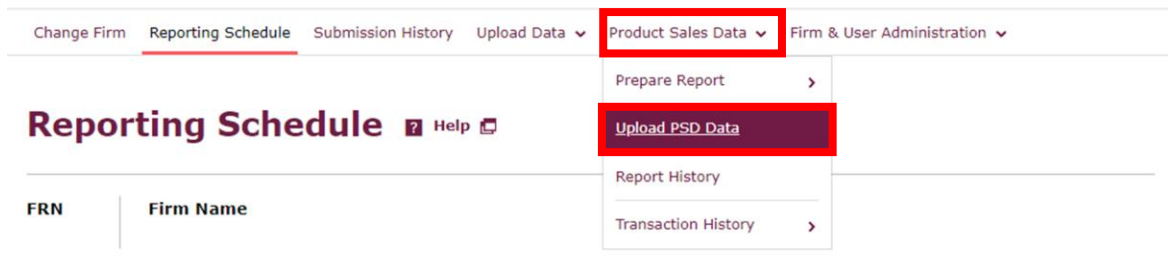 Change Firm Reporting Schedule Submission History Upload Data Product Sales Data Firm & User Administration
Prepare Report
Reporting Schedule ? Help
Upload PSD Data
Report History
FRN Firm Name
Transaction History